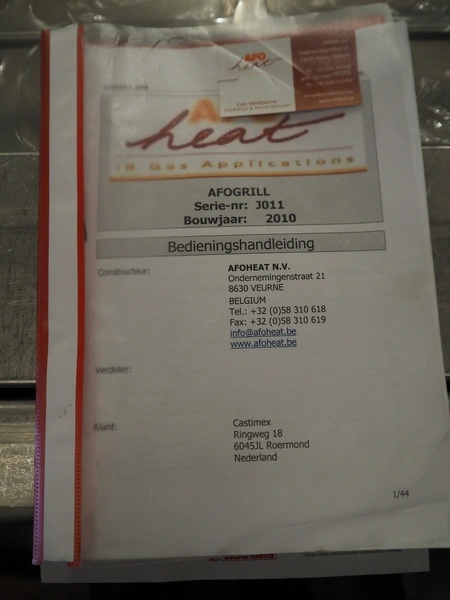 AFO
heat
heat
IR Gas Applications
AFOGRILL
Serie-nr: J011
Bouwjaar: 2010
Bedieningshandleiding
Constructeur:
AFOHEAT N.V.
Ondernemingenstraat 21
8630 VEURNE
BELGIUM
Tel.: +32 (0)58 310 618
Fax: +32 (0)58 310 619
info@afoheat.be
www.afoheat.be
Verdeler:
Klant:
Castimex
Ringweg 18
6045JL Roermond
Nederland
1/44